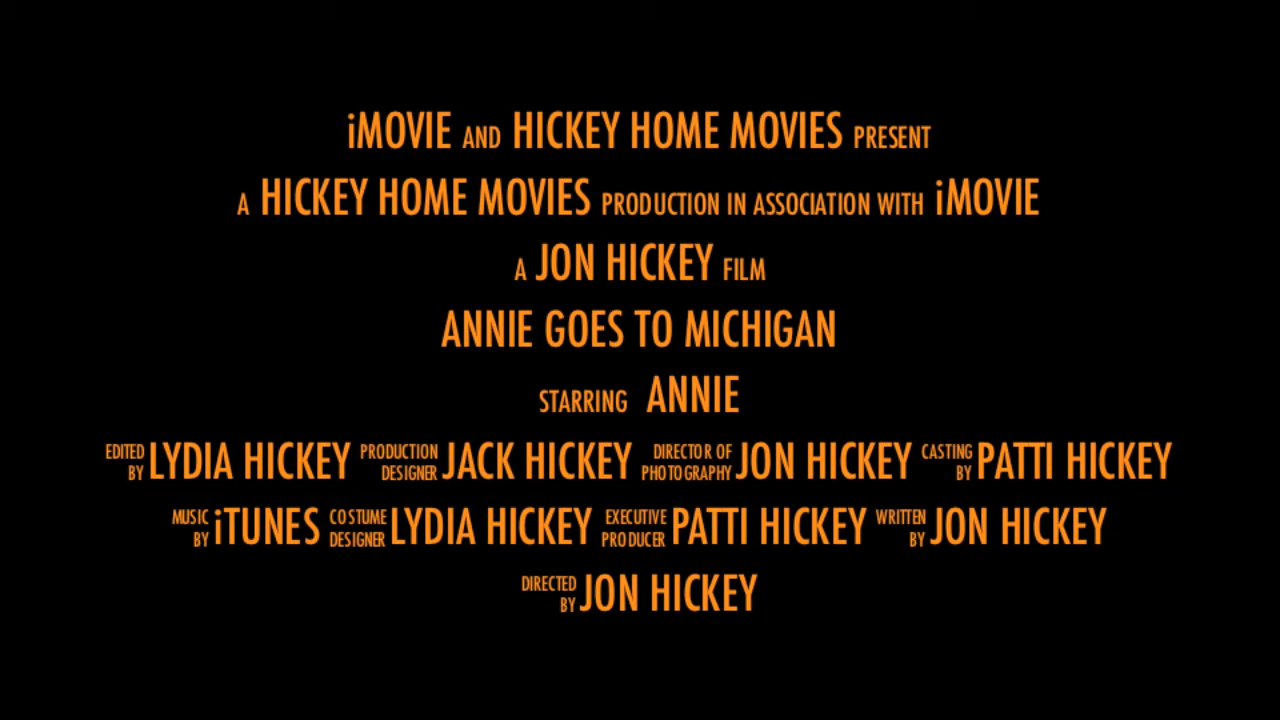 iMOVIE AND HICKEY HOME MOVIES PRESENT
A HICKEY HOME MOVIES PRODUCTION IN ASSOCIATION WITH iMOVIE
A JON HICKEY FILM
ANNIE GOES TO MICHIGAN
STARRING ANNIE
EDITED BY LYDIA HICKEY PRODUCTION DESIGNER JACK HICKEY DIRECTOR OF PHOTOGRAPHY JON HICKEY CASTING BY PATTI HICKEY
MUSIC BY iTUNES COSTUME DESIGNER LYDIA HICKEY EXECUTIVE PRODUCER PATTI HICKEY WRITTEN BY JON HICKEY
DIRECTED BY JON HICKEY